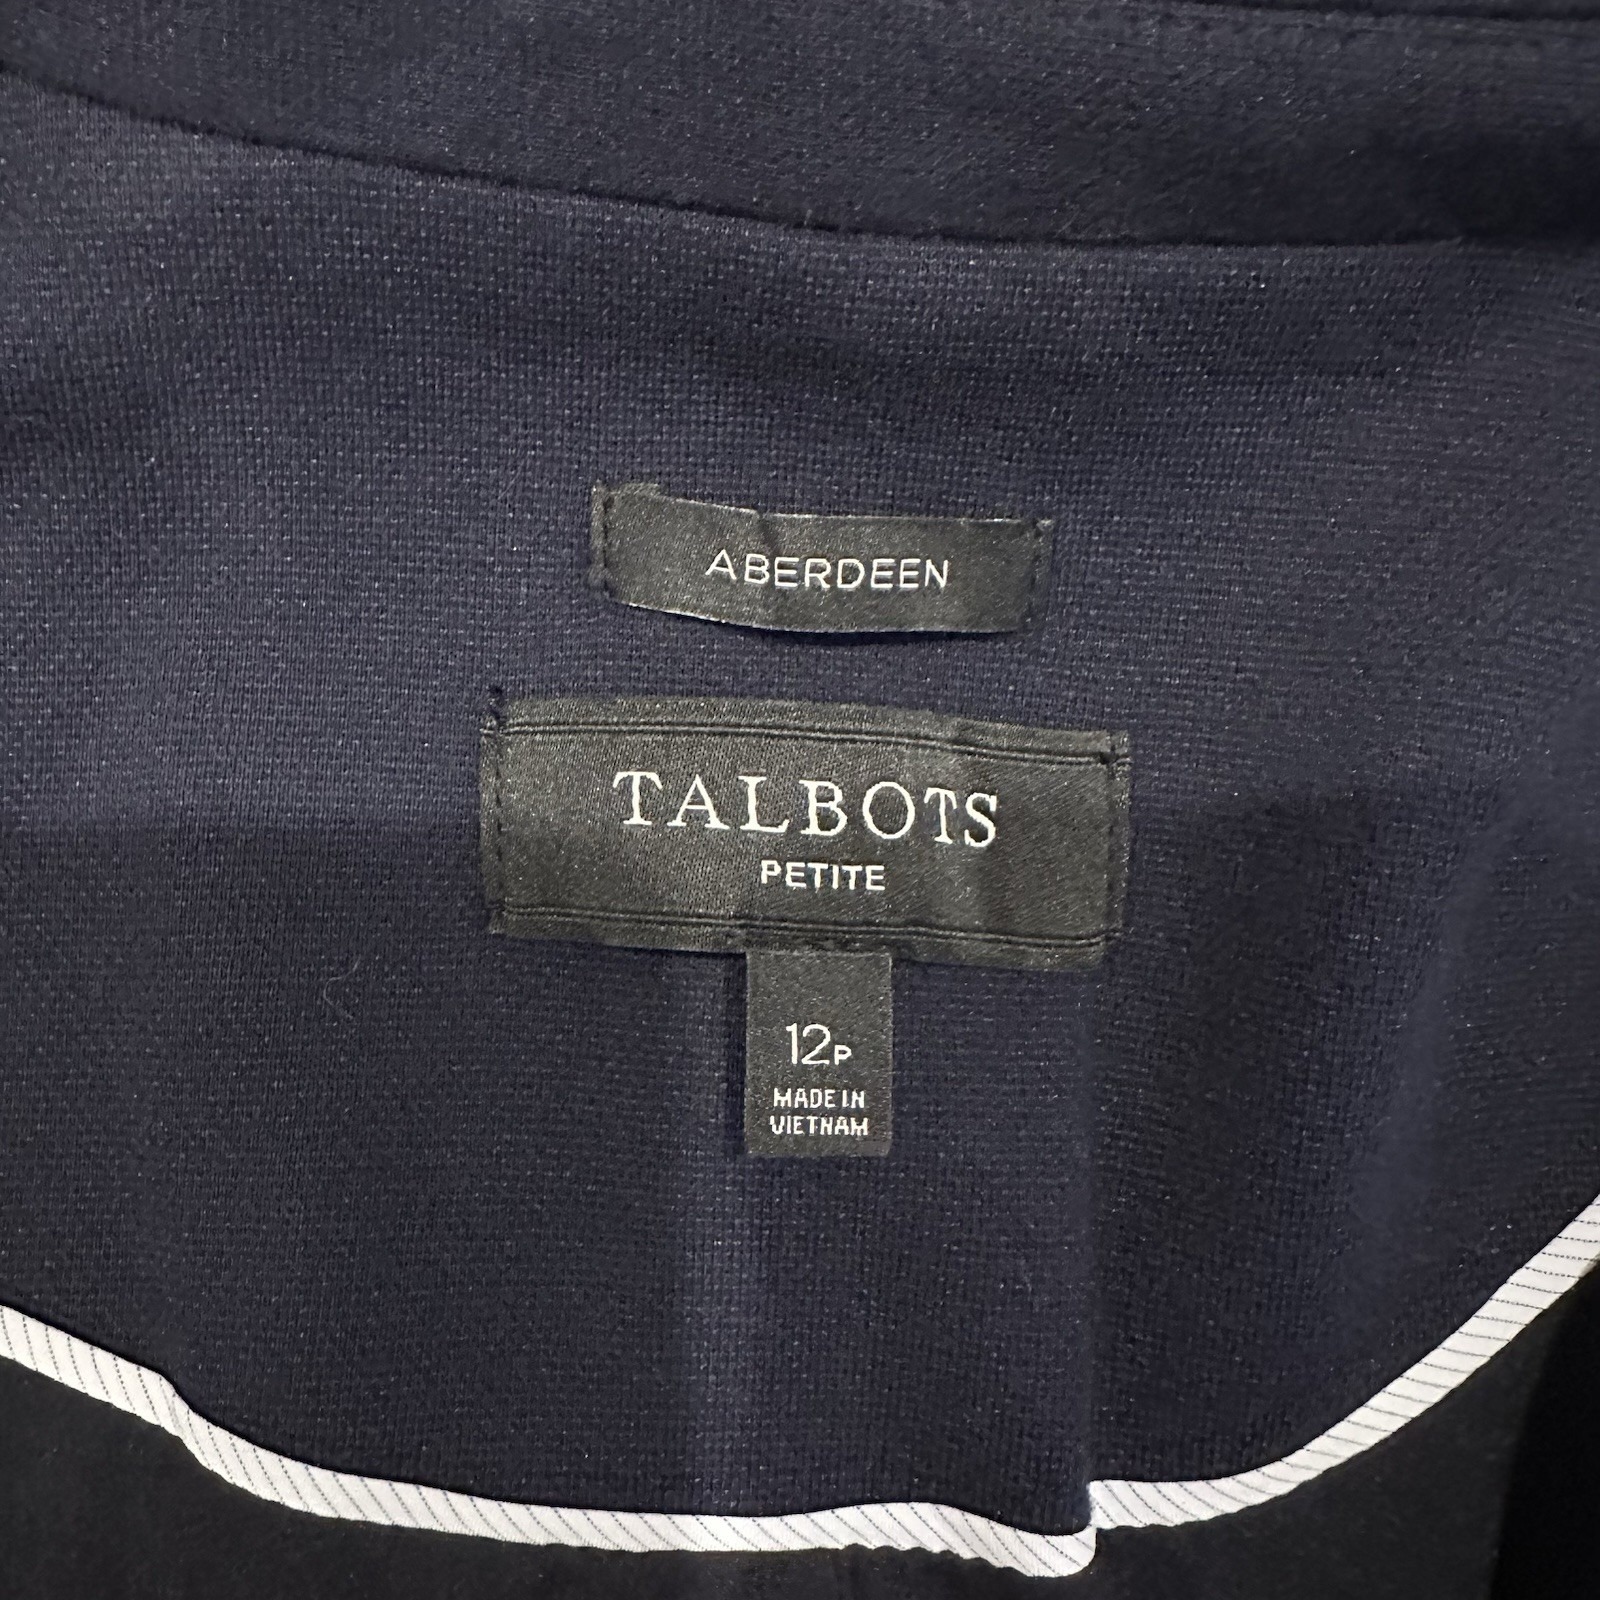 ABERDEEN
TALBOTS
PETITE
12P
MADE IN
VIETNAM